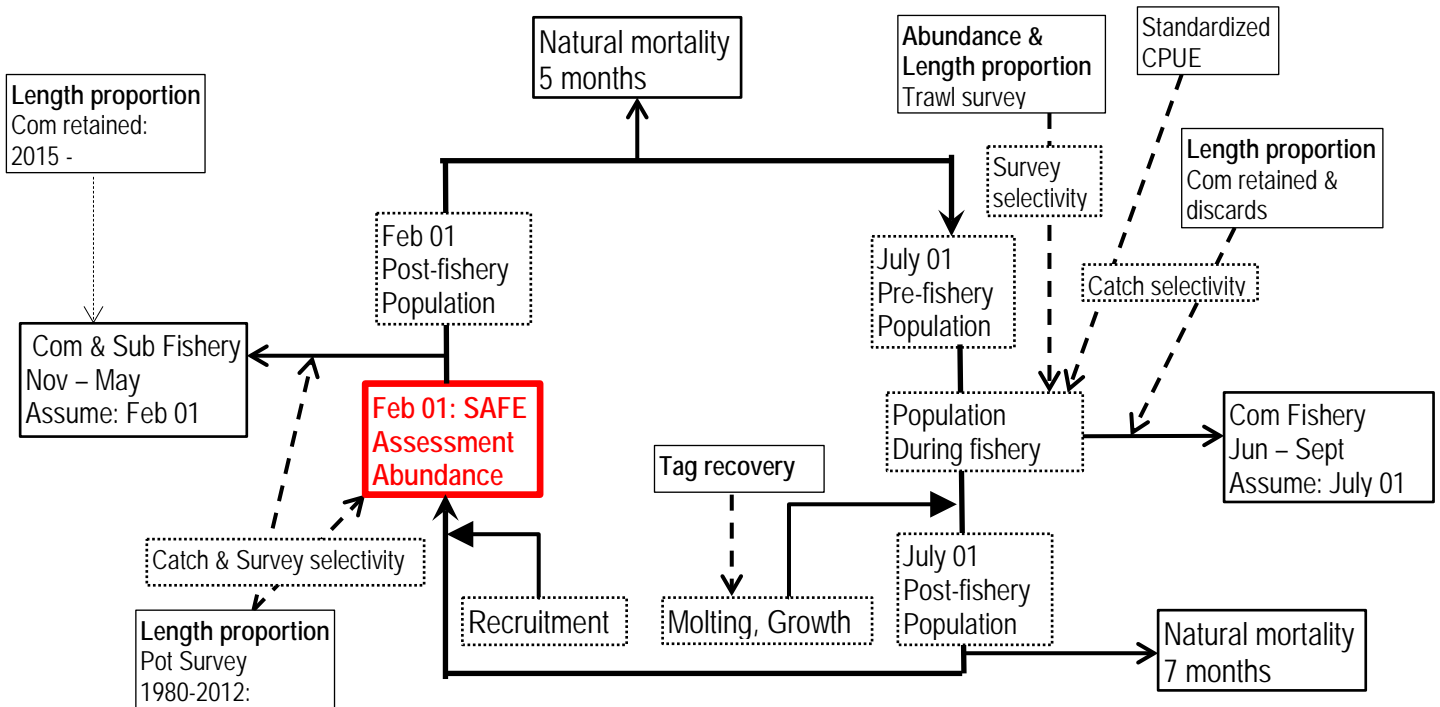 Natural mortality
5 months
Abundance &
Length proportion
Trawl survey
Standardized
CPUE
Length proportion
Com retained:
2015 -
Survey
selectivity
Length proportion
Com retained &
discards
Feb 01
Post-fishery
Population
July 01
Pre-fishery
Population
Catch selectivity
Com & Sub Fishery
Nov – May
Assume: Feb 01
Feb 01: SAFE
Assessment
Abundance
Population
During fishery
Com Fishery
Jun – Sept
Assume: July 01
Tag recovery
Catch & Survey selectivity
July 01
Post-fishery
Population
Recruitment
Molting, Growth
Length proportion
Pot Survey
1980-2012:
Natural mortality
7 months